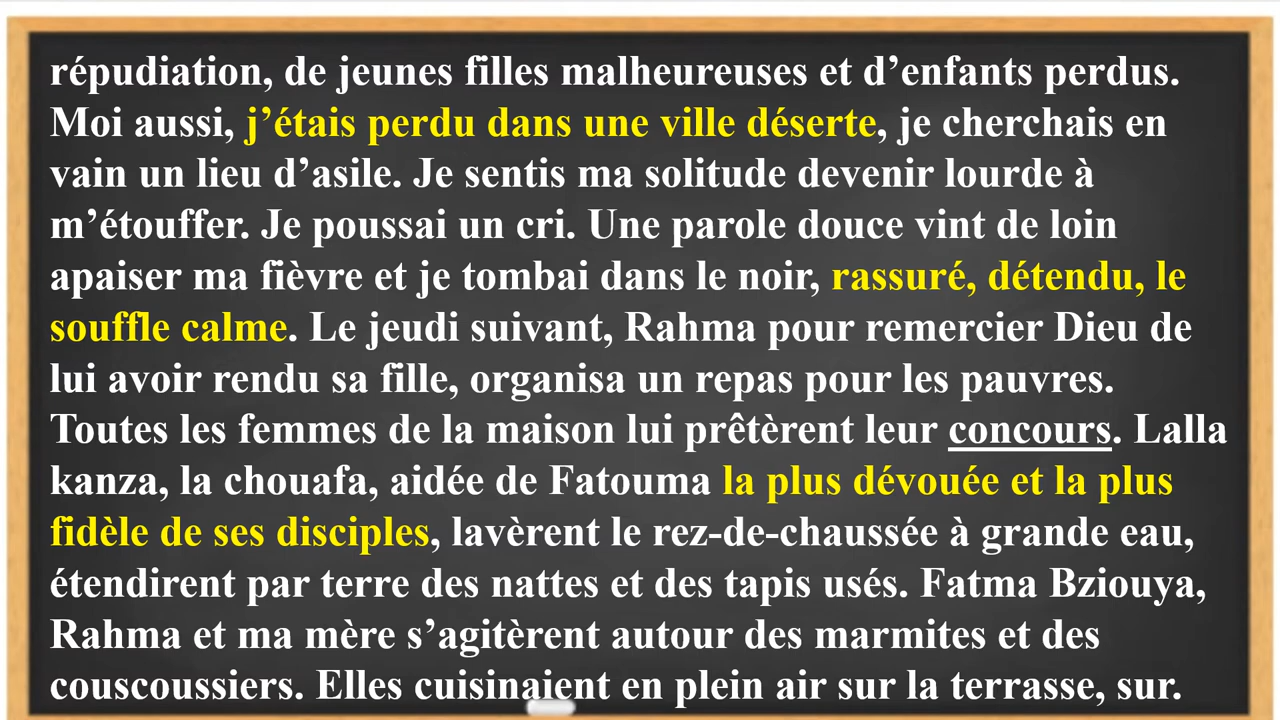 répudiation, de jeunes filles malheureuses et d’enfants perdus.
Moi aussi, j’étais perdu dans une ville déserte, je cherchais en
vain un lieu d’asile. Je sentis ma solitude devenir lourde à
m’étouffer. Je poussai un cri. Une parole douce vint de loin
apaiser ma fièvre et je tombai dans le noir, rassuré, détendu, le
souffle calme. Le jeudi suivant, Rahma pour remercier Dieu de
lui avoir rendu sa fille, organisa un repas pour les pauvres.
Toutes les femmes de la maison lui prêtèrent leur concours. Lalla
kanza, la chouafa, aidée de Fatouma la plus dévouée et la plus
fidèle de ses disciples, lavèrent le rez-de-chaussée à grande eau,
étendirent par terre des nattes et des tapis usés. Fatma Bziouya,
Rahma et ma mère s’agitèrent autour des marmites et des
couscoussiers. Elles cuisinaient en plein air sur la terrasse, sur.